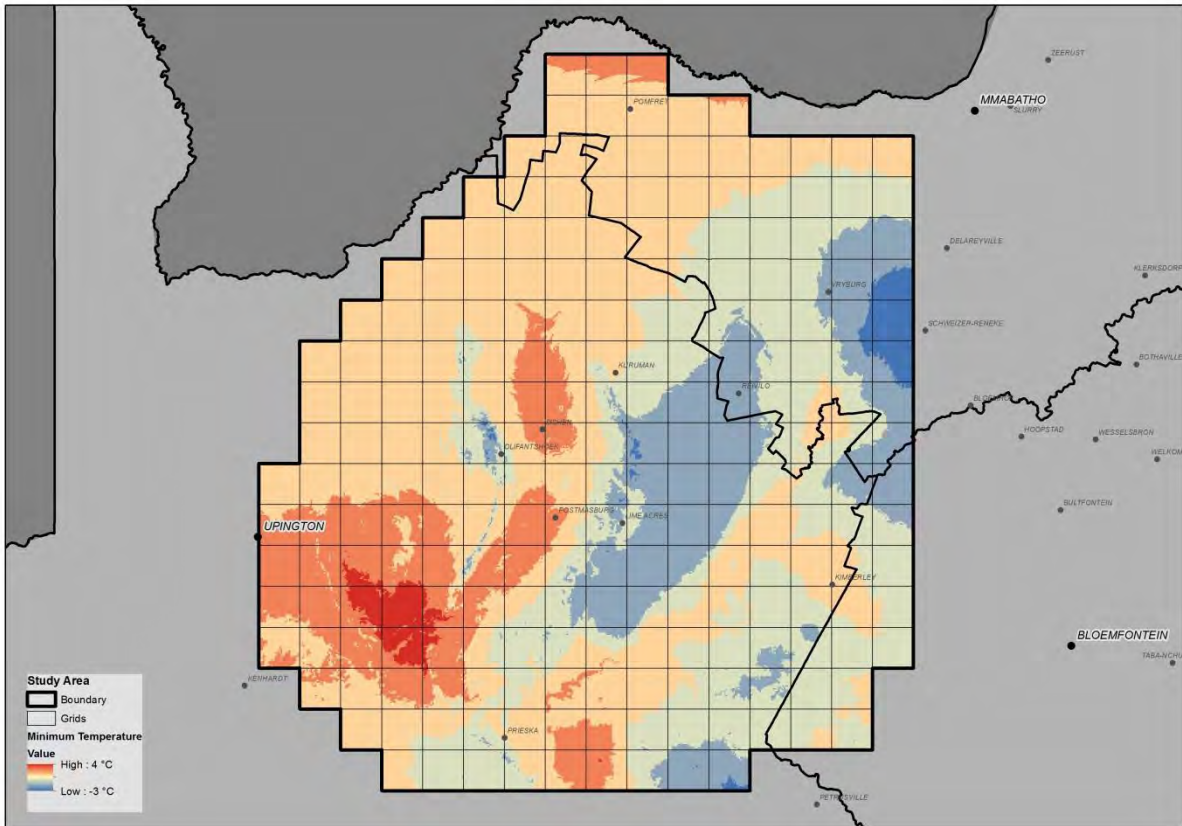 ZEERUST
MMABATHO
SLURRY
POMFRET
DELAREYVILLE
KLERKSDORP
VRYBURG
SCHWEIZER-RENEKE
BOTHAVILLE
KURUMAN
REIVILO
BLOEMHOF
OLIFANTSHOEK
HOOPSTAD
WESSELSBRON
WELKOM
BULTFONTEIN
POSTMASBURG
LIME ACRES
UPINGTON
KIMBERLEY
BLOEMFONTEIN
TABA-NCHU
KENHARDT
PRIESKA
PETRUSVILLE
Study Area
Boundary
Grids
Minimum Temperature
Value
High : 4 °C
Low : -3 °C